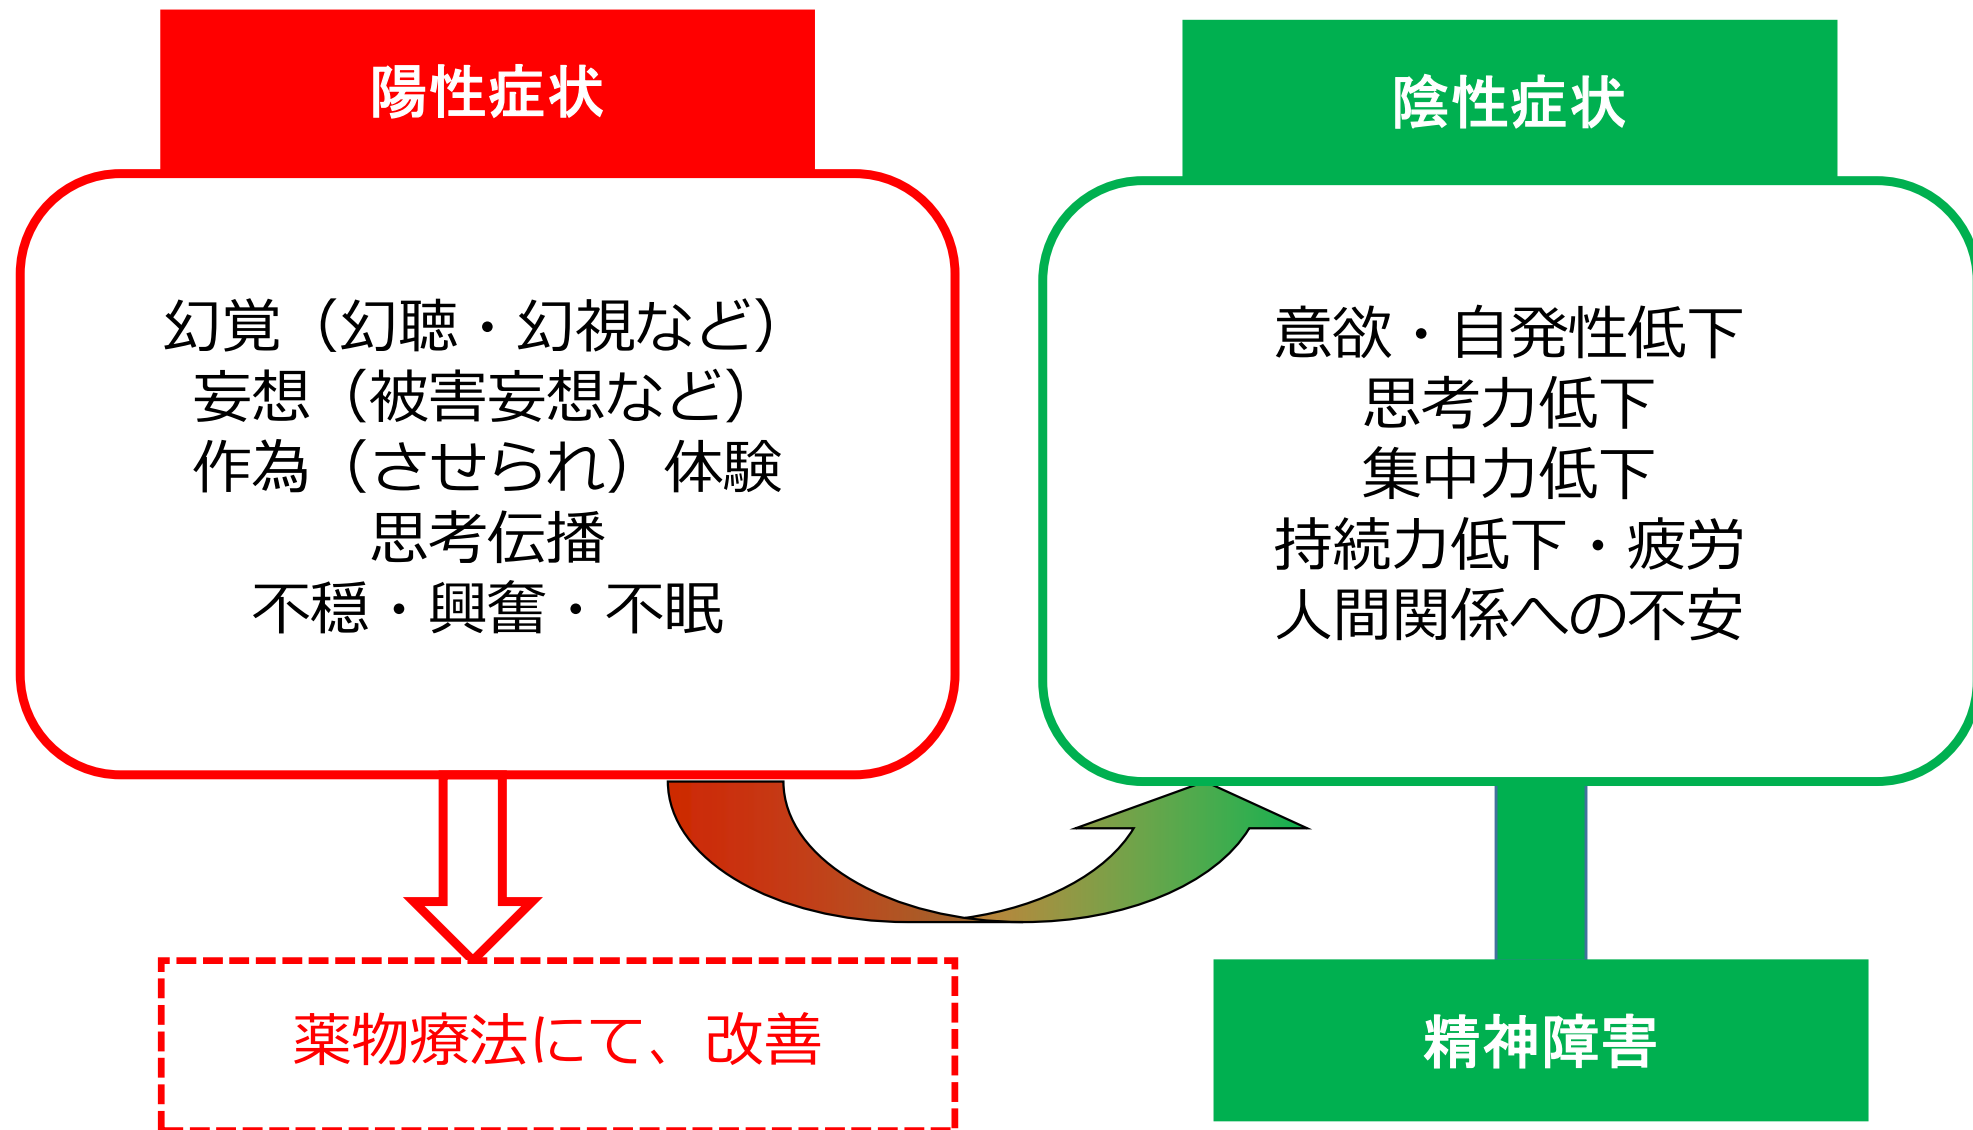 陽性症状
幻覚（幻聴・幻視など）
妄想（被害妄想など）
作為（させられ）体験
思考伝播
不穏・興奮・不眠
薬物療法にて、改善
陰性症状
意欲・自発性低下
思考力低下
集中力低下
持続力低下・疲労
人間関係への不安
精神障害